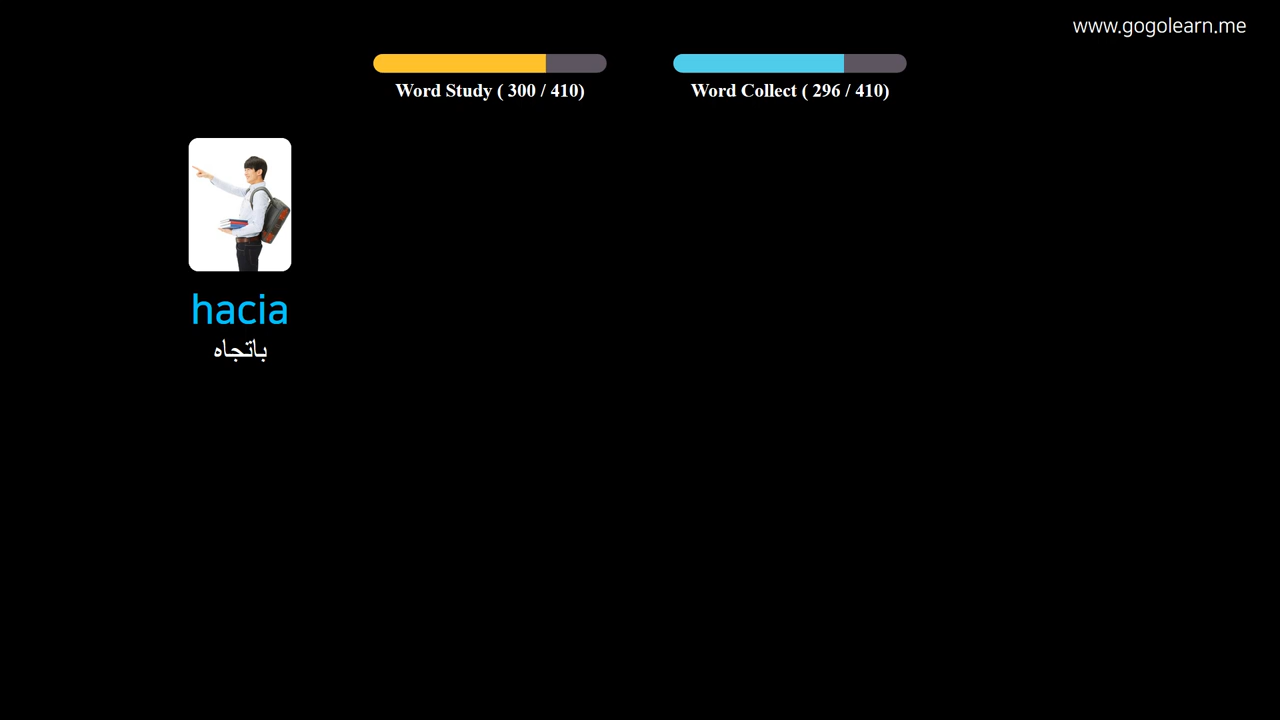 www.gogolearn.me
Word Study ( 300 / 410)
Word Collect ( 296 / 410)
hacia
باتجاه